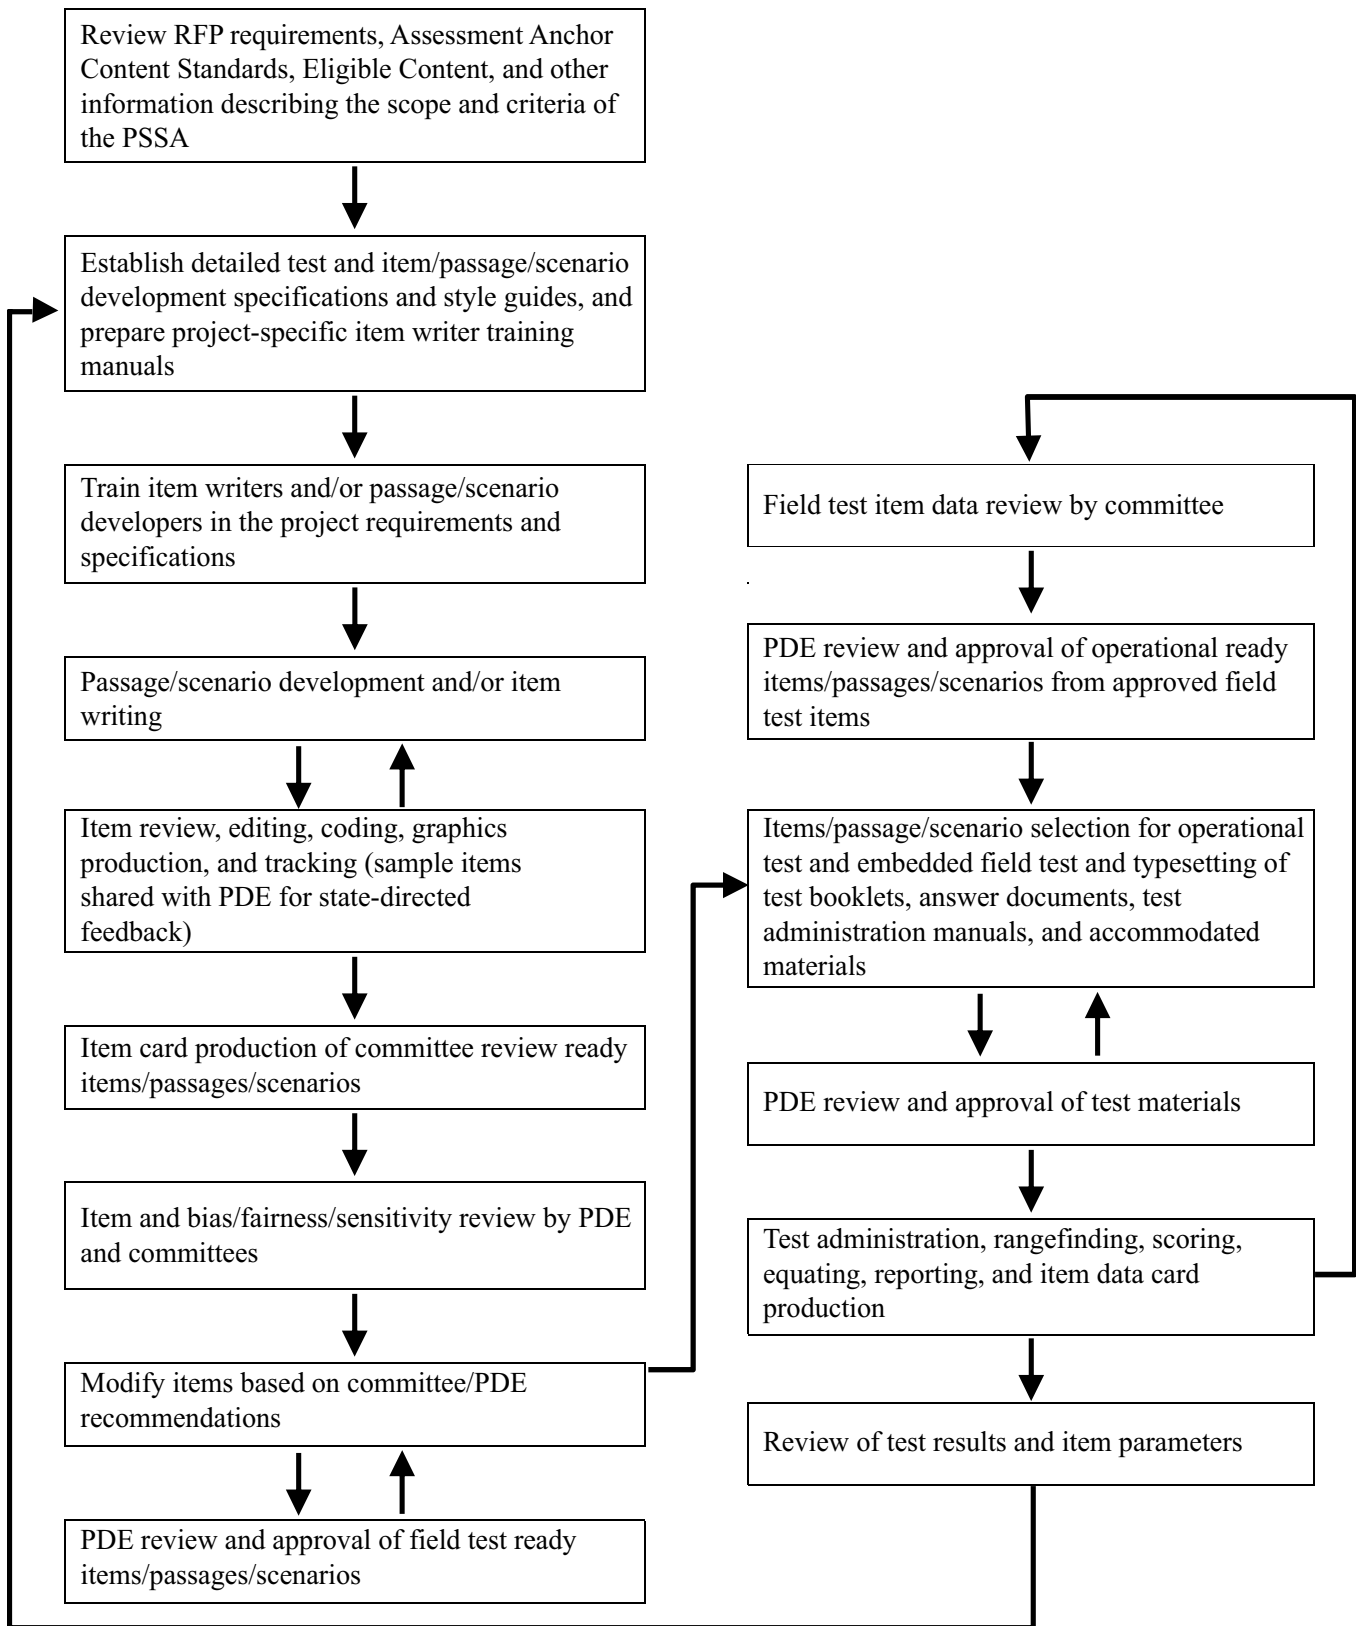 Review RFP requirements, Assessment Anchor
Content Standards, Eligible Content, and other
information describing the scope and criteria of
the PSSA
Establish detailed test and item/passage/scenario
development specifications and style guides, and
prepare project-specific item writer training
manuals
Train item writers and/or passage/scenario
developers in the project requirements and
specifications
Passage/scenario development and/or item
writing
Item review, editing, coding, graphics
production, and tracking (sample items
shared with PDE for state-directed
feedback)
Item card production of committee review ready
items/passages/scenarios
Item and bias/fairness/sensitivity review by PDE
and committees
Modify items based on committee/PDE
recommendations
PDE review and approval of field test ready
items/passages/scenarios
Field test item data review by committee
PDE review and approval of operational ready
items/passages/scenarios from approved field
test items
Items/passage/scenario selection for operational
test and embedded field test and typesetting of
test booklets, answer documents, test
administration manuals, and accommodated
materials
PDE review and approval of test materials
Test administration, rangefinding, scoring,
equating, reporting, and item data card
production
Review of test results and item parameters